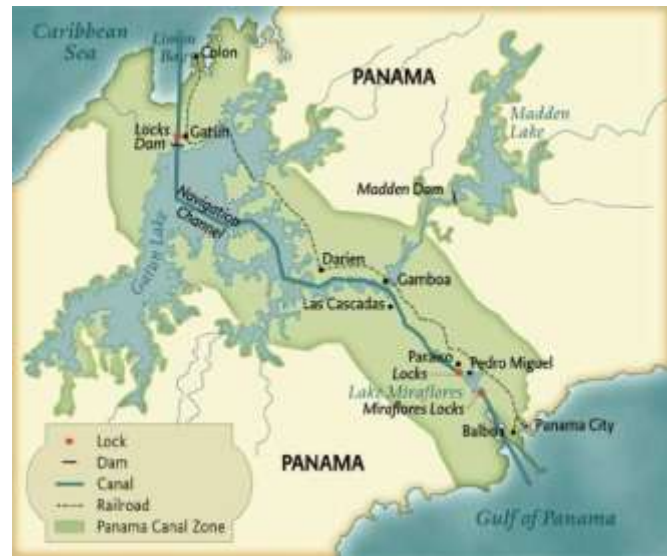 Caribbean
Sea
Limon
Bay
Colon
PANAMA
Locks
Dam
Gatún
Madden
Lake
Madden Dam
Navigation
Channel
Gatun Lake
Darien
Gamboa
Las Cascadas
Paraiso
Pedro Miguel
Locks
Lake Miraflores
Miraflores Locks
Balboa
Panama City
PANAMA
Gulf of Panama
Lock
Dam
Canal
Railroad
Panama Canal Zone